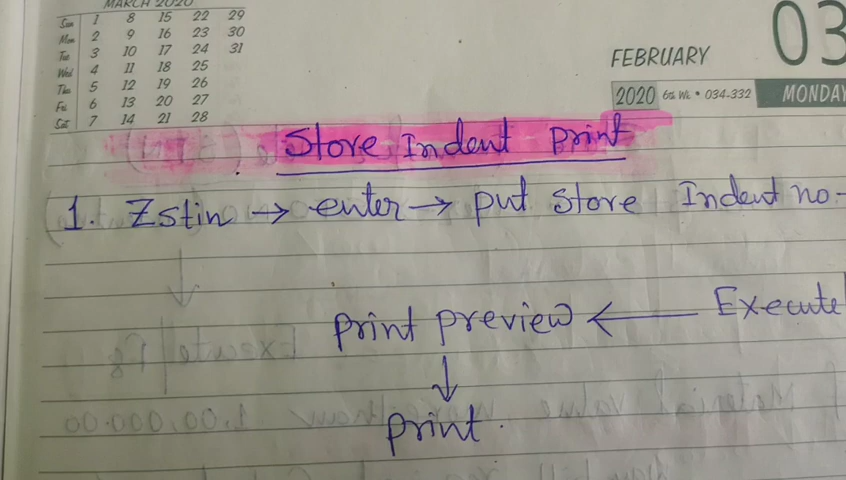 MARCH 2020
Sun 1 8 15 22 29
Mon 2 9 16 23 30
Tue 3 10 17 24 31
Wed 4 11 18 25
Thu 5 12 19 26
Fri 6 13 20 27
Sat 7 14 21 28
FEBRUARY 03
2020 6th Wk • 034-332 MONDAY
Store Indent print
1. Zstin → enter → put store Indent no-
print preview ← Execute
↓
print.